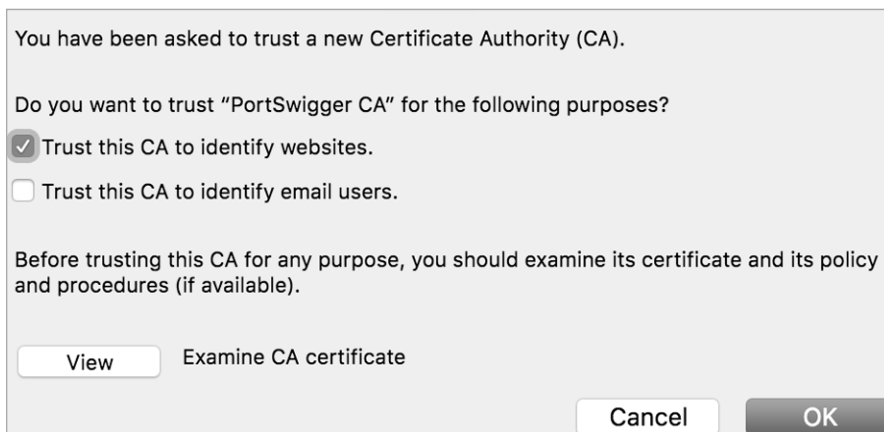 You have been asked to trust a new Certificate Authority (CA).
Do you want to trust “PortSwigger CA” for the following purposes?
Trust this CA to identify websites.
Trust this CA to identify email users.
Before trusting this CA for any purpose, you should examine its certificate and its policy
and procedures (if available).
View Examine CA certificate
Cancel OK